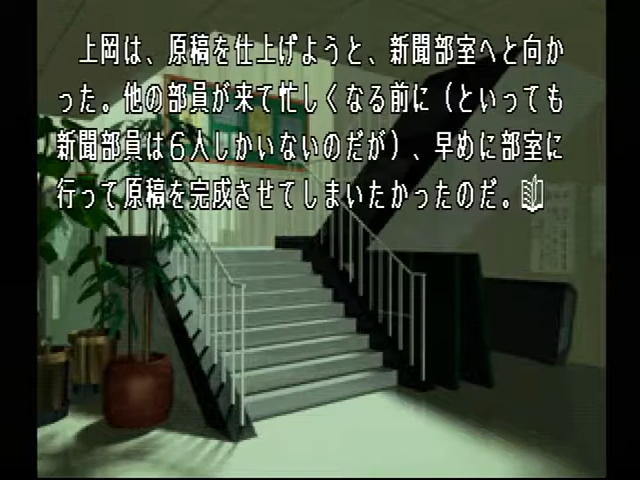 上岡は、原稿を仕上げようと、新聞部室へと向か
った。他の部員が来て忙しくなる前に（といっても
新聞部員は６人しかいないのだが）、早めに部室に
行って原稿を完成させてしまいたかったのだ。